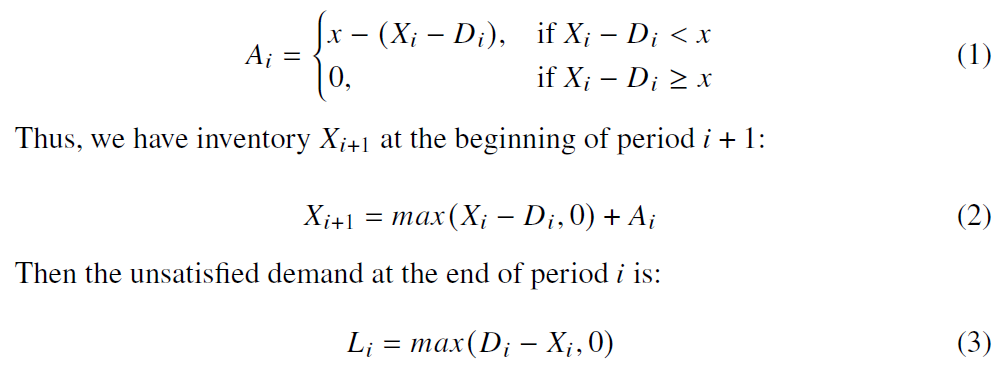 A_i = { x − (X_i − D_i), if X_i − D_i < x
0, if X_i − D_i ≥ x (1)
Thus, we have inventory X_{i+1} at the beginning of period i + 1:
X_{i+1} = max(X_i − D_i, 0) + A_i (2)
Then the unsatisfied demand at the end of period i is:
L_i = max(D_i − X_i, 0) (3)